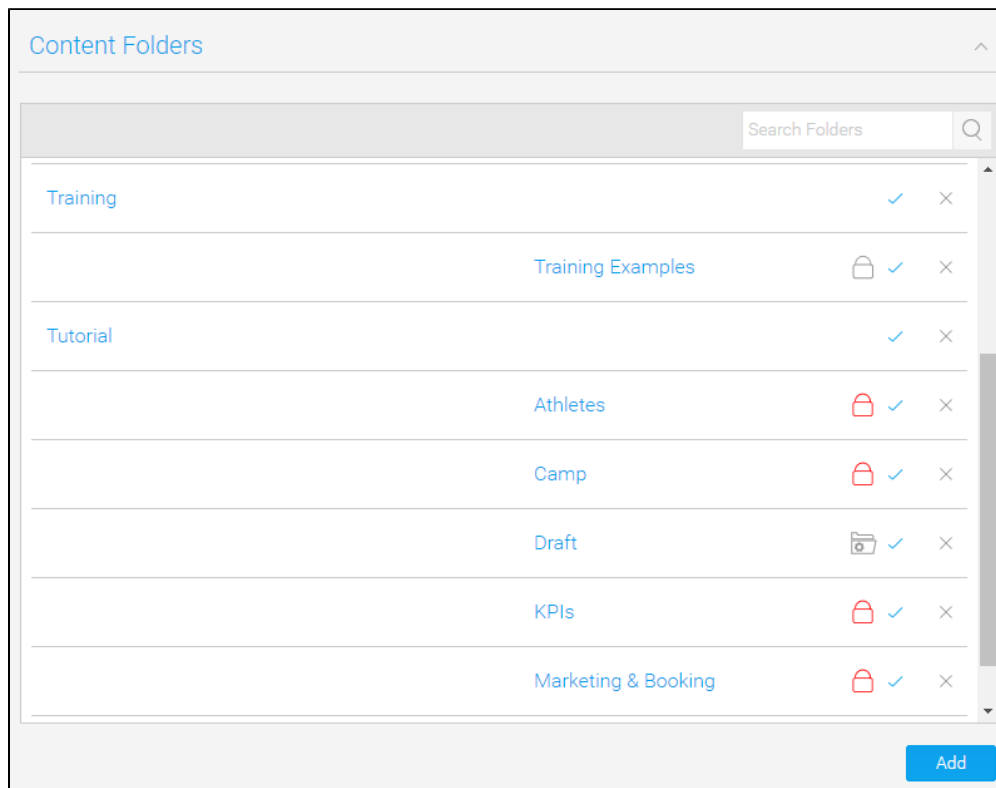 Content Folders
Search Folders
Training
Training Examples
Tutorial
Athletes
Camp
Draft
KPIs
Marketing & Booking
Add